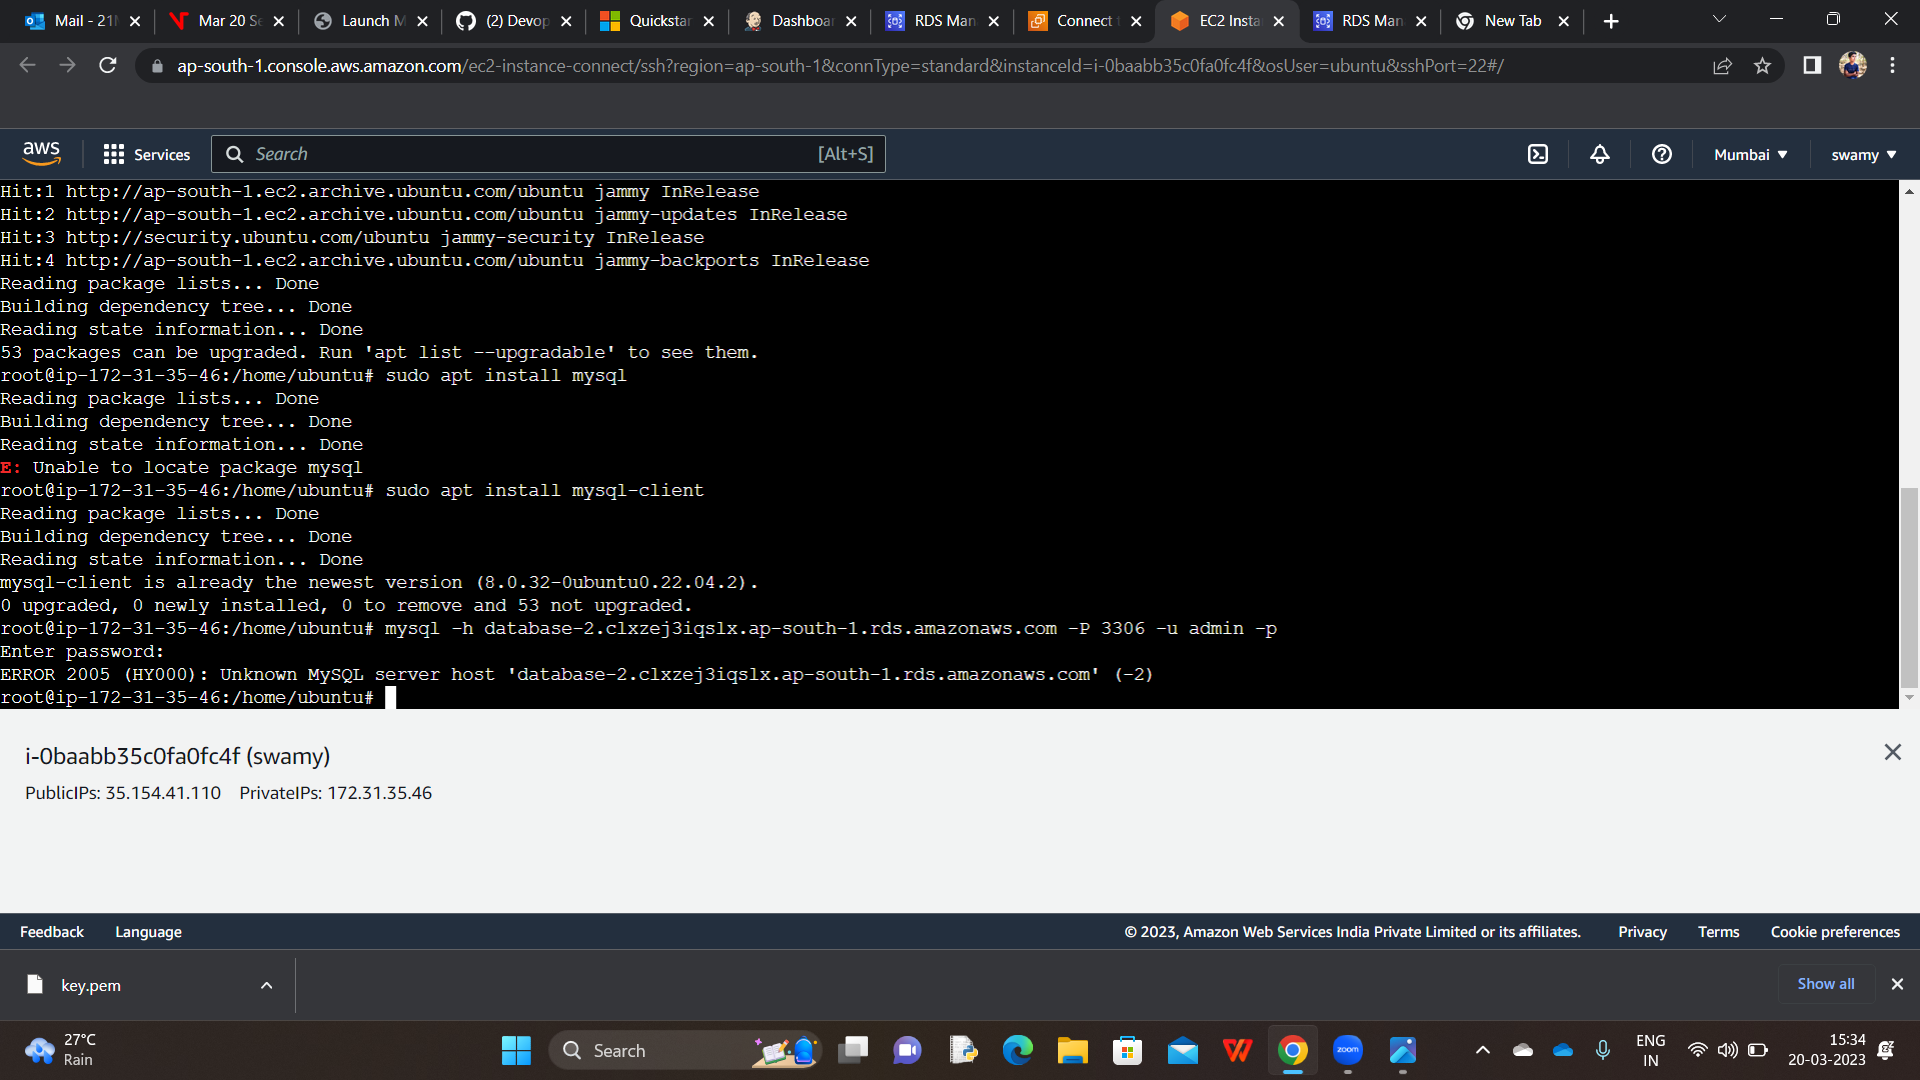 Mail - 21
Mar 20 Se
Launch M
(2) Devop
Quickstar
Dashboar
RDS Man
Connect
EC2 Insta
RDS Man
New Tab
ap-south-1.console.aws.amazon.com/ec2-instance-connect/ssh?region=ap-south-1&connType=standard&instanceId=i-0baabb35c0fa0fc4f&osUser=ubuntu&sshPort=22#/
aws
Services
Search
[Alt+S]
Mumbai
swamy
Hit:1 http://ap-south-1.ec2.archive.ubuntu.com/ubuntu jammy InRelease
Hit:2 http://ap-south-1.ec2.archive.ubuntu.com/ubuntu jammy-updates InRelease
Hit:3 http://security.ubuntu.com/ubuntu jammy-security InRelease
Hit:4 http://ap-south-1.ec2.archive.ubuntu.com/ubuntu jammy-backports InRelease
Reading package lists... Done
Building dependency tree... Done
Reading state information... Done
53 packages can be upgraded. Run 'apt list --upgradable' to see them.
root@ip-172-31-35-46:/home/ubuntu# sudo apt install mysql
Reading package lists... Done
Building dependency tree... Done
Reading state information... Done
E: Unable to locate package mysql
root@ip-172-31-35-46:/home/ubuntu# sudo apt install mysql-client
Reading package lists... Done
Building dependency tree... Done
Reading state information... Done
mysql-client is already the newest version (8.0.32-0ubuntu0.22.04.2).
0 upgraded, 0 newly installed, 0 to remove and 53 not upgraded.
root@ip-172-31-35-46:/home/ubuntu# mysql -h database-2.clxzej3iqslx.ap-south-1.rds.amazonaws.com -P 3306 -u admin -p
Enter password:
ERROR 2005 (HY000): Unknown MySQL server host 'database-2.clxzej3iqslx.ap-south-1.rds.amazonaws.com' (-2)
root@ip-172-31-35-46:/home/ubuntu#
i-0baabb35c0fa0fc4f (swamy)
PublicIPs: 35.154.41.110 PrivateIPs: 172.31.35.46
Feedback
Language
© 2023, Amazon Web Services India Private Limited or its affiliates.
Privacy
Terms
Cookie preferences
key.pem
Show all
27°C
Rain
Search
zoom
ENG
IN
15:34
20-03-2023